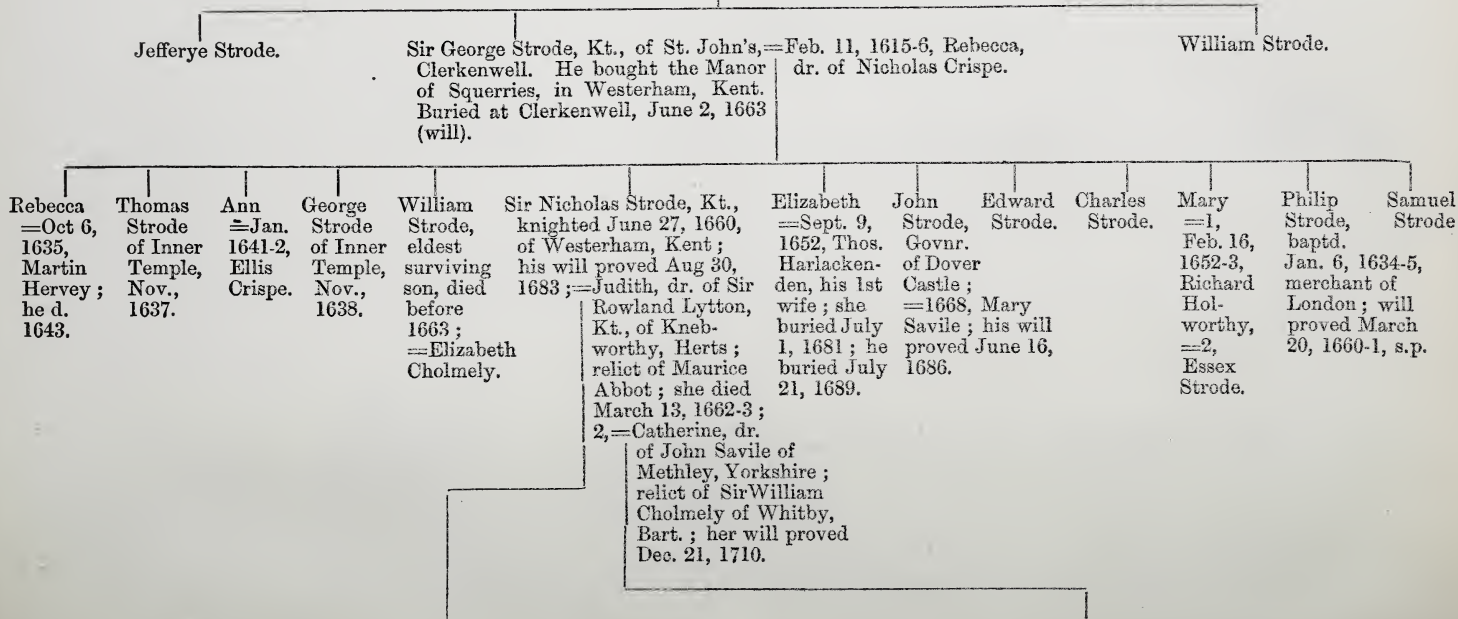 Jefferye Strode.
Sir George Strode, Kt., of St. John's,=Feb. 11, 1615-6, Rebecca,
Clerkenwell. He bought the Manor dr. of Nicholas Crispe.
of Squerries, in Westerham, Kent.
Buried at Clerkenwell, June 2, 1663
(will).
William Strode.
Rebecca
=Oct 6,
1635,
Martin
Hervey ;
he d.
1643.
Thomas
Strode
of Inner
Temple,
Nov.,
1637.
Ann
=Jan.
1641-2,
Ellis
Crispe.
George
Strode
of Inner
Temple,
Nov.,
1638.
William
Strode,
eldest
surviving
son, died
before
1663 ;
=Elizabeth
Cholmely.
Sir Nicholas Strode, Kt.,
knighted June 27, 1660,
of Westerham, Kent ;
his will proved Aug 30,
1683 ;=Judith, dr. of Sir
Rowland Lytton,
Kt., of Kneb-
worthy, Herts ;
relict of Maurice
Abbot ; she died
March 13, 1662-3 ;
2,=Catherine, dr.
of John Savile of
Methley, Yorkshire ;
relict of Sir William
Cholmely of Whitby,
Bart. ; her will proved
Dec. 21, 1710.
Elizabeth
=Sept. 9,
1652, Thos.
Harlacken-
den, his 1st
wife ; she
buried July
1, 1681 ; he
buried July
21, 1689.
John
Strode,
Govnr.
of Dover
Castle ;
=1668, Mary
Savile ; his will
proved June 16,
1686.
Edward
Strode.
Charles
Strode.
Mary
=1,
Feb. 16,
1652-3,
Richard
Hol-
worthy,
=2,
Essex
Strode.
Philip
Strode,
baptd.
Jan. 6, 1634-5,
merchant of
London ; will
proved March
20, 1660-1, s.p.
Samuel
Strode